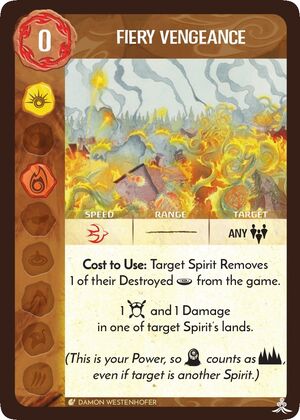 0
FIERY VENGEANCE
SPEED RANGE TARGET
ANY
Cost to Use: Target Spirit Removes
1 of their Destroyed from the game.
1 and 1 Damage
in one of target Spirit's lands.
(This is your Power, so counts as
even if target is another Spirit.)
DAMON WESTENHOFER